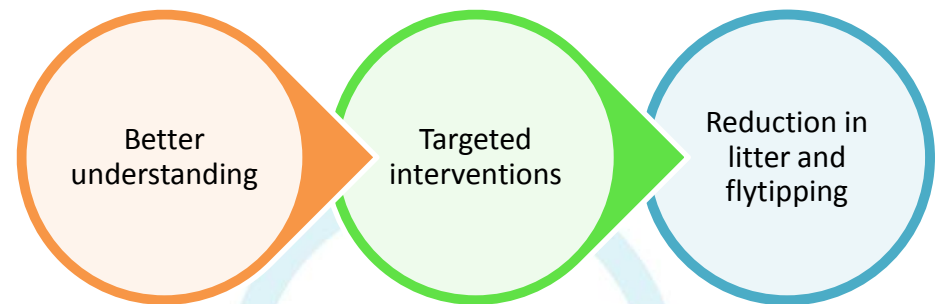 Better
understanding
Targeted
interventions
Reduction in
litter and
flytipping